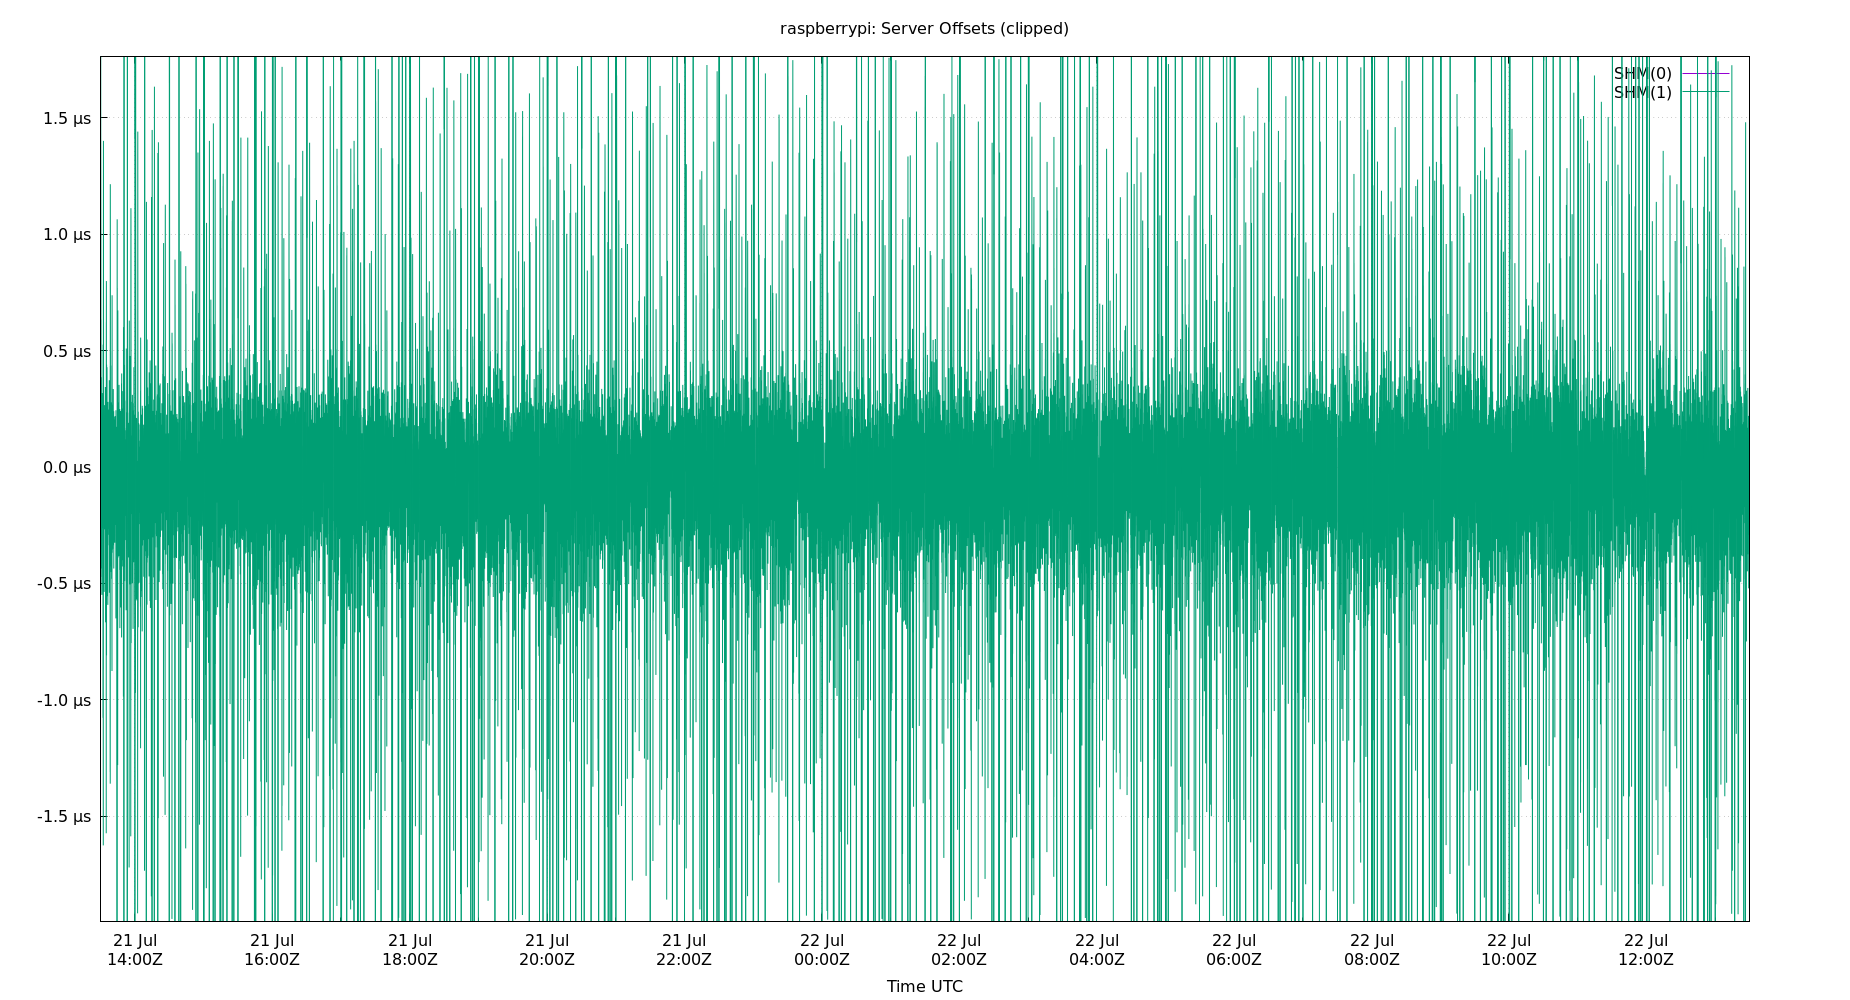 raspberrypi: Server Offsets (clipped)
SHM(0)
SHM(1)
1.5 µs
1.0 µs
0.5 µs
0.0 µs
-0.5 µs
-1.0 µs
-1.5 µs
21 Jul 21 Jul 21 Jul 21 Jul 21 Jul 22 Jul 22 Jul 22 Jul 22 Jul 22 Jul 22 Jul 22 Jul
14:00Z 16:00Z 18:00Z 20:00Z 22:00Z 00:00Z 02:00Z 04:00Z 06:00Z 08:00Z 10:00Z 12:00Z
Time UTC